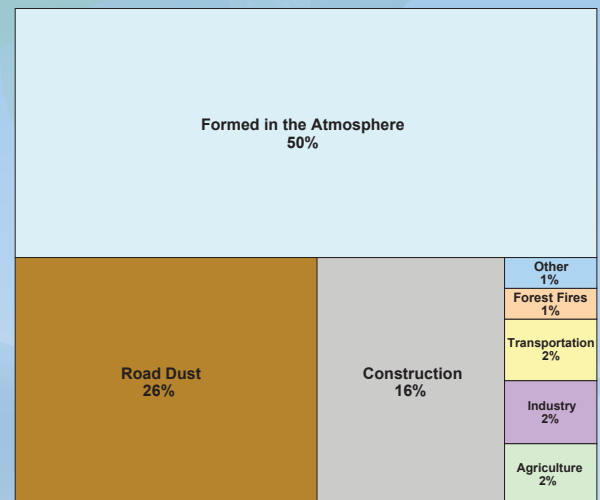 Formed in the Atmosphere
50%
Road Dust
26%
Construction
16%
Other
1%
Forest Fires
1%
Transportation
2%
Industry
2%
Agriculture
2%